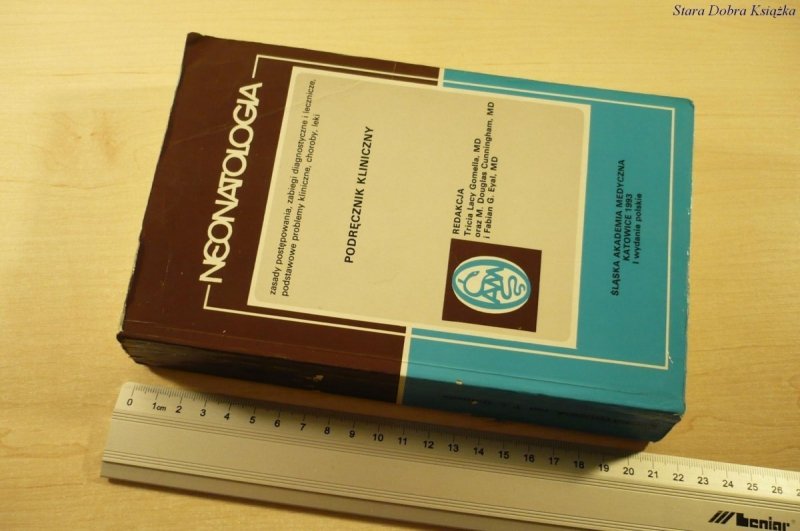 Stara Dobra Książka
NEONATOLOGIA
zasady postępowania, zabiegi diagnostyczne i lecznicze,
podstawowe problemy kliniczne, choroby, leki
PODRĘCZNIK KLINICZNY
REDAKCJA
Tricia Lacy Gomella, MD
oraz M. Douglas Cunningham, MD
i Fabian G. Eyal, MD
ŚLĄSKA AKADEMIA MEDYCZNA
KATOWICE 1993
I wydanie polskie
0 1cm 2 3 4 5 6 7 8 9 10 11 12 13 14 15 16 17 18 19 20 21 22 23 24 25 26
Leniar